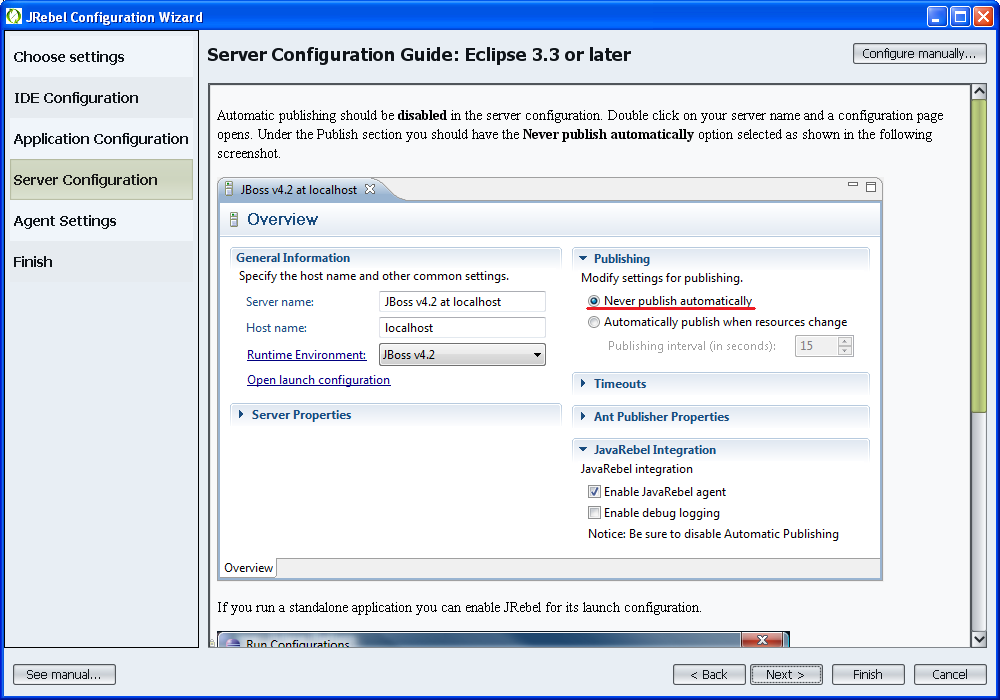 JRebel Configuration Wizard
Choose settings
IDE Configuration
Application Configuration
Server Configuration
Agent Settings
Finish
Server Configuration Guide: Eclipse 3.3 or later
Configure manually...
Automatic publishing should be disabled in the server configuration. Double click on your server name and a configuration page
opens. Under the Publish section you should have the Never publish automatically option selected as shown in the following
screenshot.
JBoss v4.2 at localhost
Overview
General Information
Specify the host name and other common settings.
Server name: JBoss v4.2 at localhost
Host name: localhost
Runtime Environment: JBoss v4.2
Open launch configuration
Server Properties
Publishing
Modify settings for publishing.
Never publish automatically
Automatically publish when resources change
Publishing interval (in seconds): 15
Timeouts
Ant Publisher Properties
JavaRebel Integration
JavaRebel integration
Enable JavaRebel agent
Enable debug logging
Notice: Be sure to disable Automatic Publishing
Overview
If you run a standalone application you can enable JRebel for its launch configuration.
Run Configurations
See manual...
< Back
Next >
Finish
Cancel